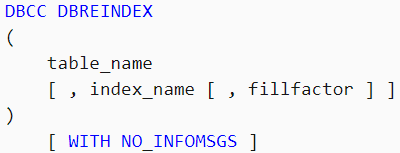 DBCC DBREINDEX
(
    table_name
    [ , index_name [ , fillfactor ] ]
)
    [ WITH NO_INFOMSGS ]